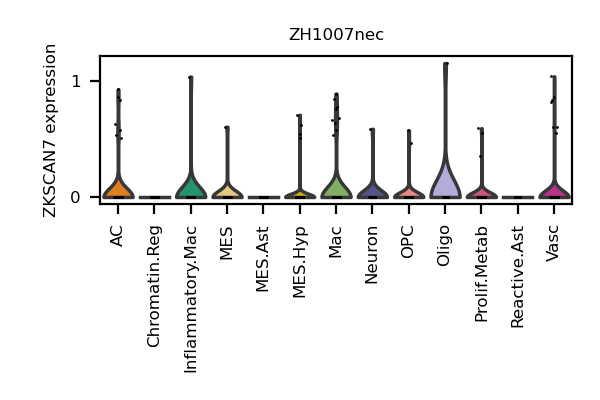 ZH1007nec
ZKSCAN7 expression
1
0
AC
Chromatin.Reg
Inflammatory.Mac
MES
MES.Ast
MES.Hyp
Mac
Neuron
OPC
Oligo
Prolif.Metab
Reactive.Ast
Vasc